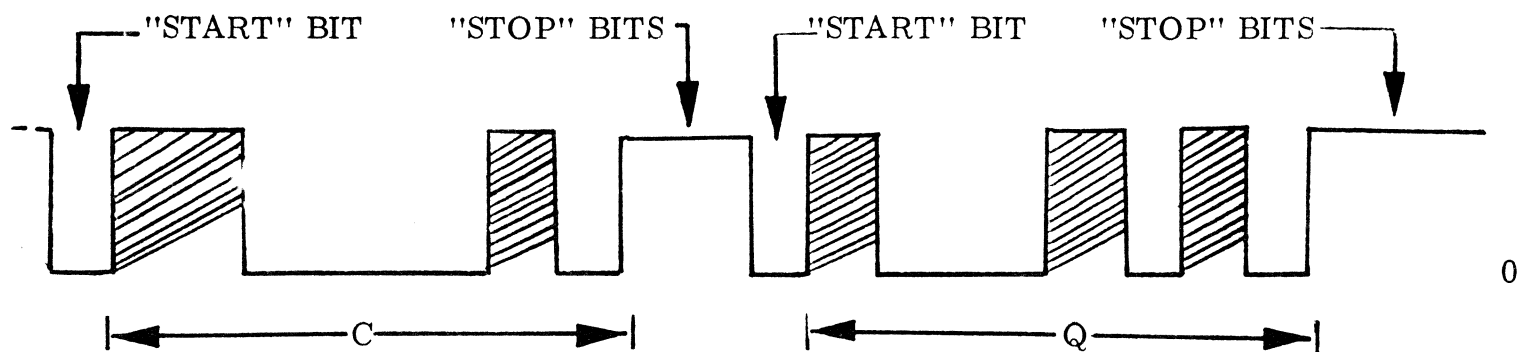 "START" BIT "STOP" BITS "START" BIT "STOP" BITS
0
C Q